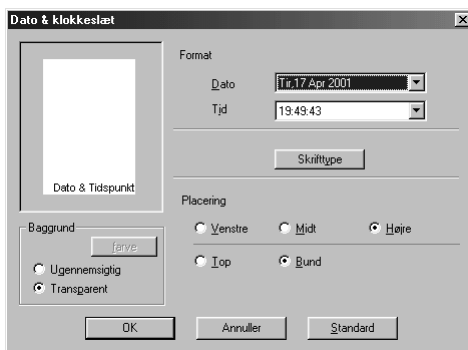 Dato & klokkeslæt
Format
Dato
Tir,17 Apr 2001
Tid
19:49:43
Skrifttype
Dato & Tidspunkt
Placering
Venstre
Midt
Højre
Top
Bund
Baggrund
farve
Ugennemsigtig
Transparent
OK
Annuller
Standard